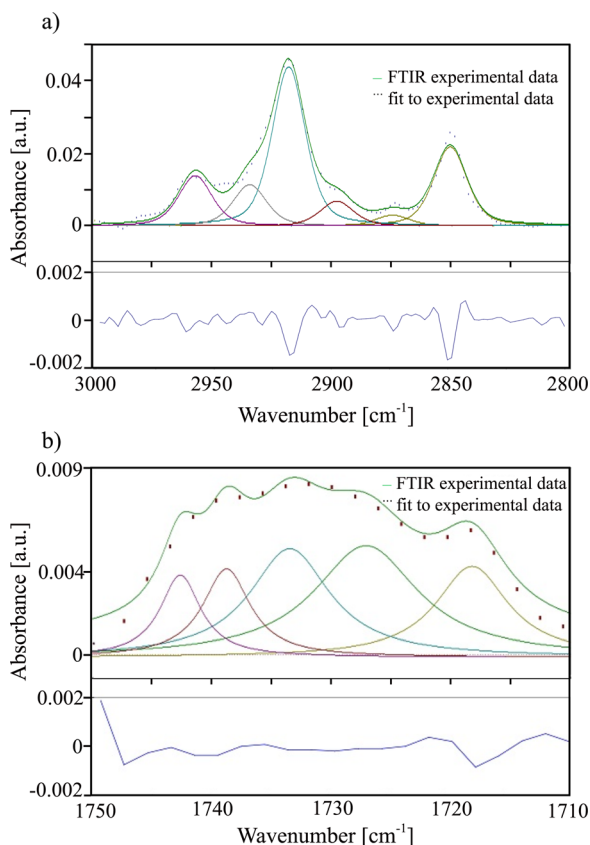 a)
0.04
0.02
0
Absorbance [a.u.]
FTIR experimental data
fit to experimental data
0.002
0
-0.002
3000
2950
2900
2850
2800
Wavenumber [cm⁻¹]
b)
0.009
0.004
0
Absorbance [a.u.]
FTIR experimental data
fit to experimental data
0.002
0
-0.002
1750
1740
1730
1720
1710
Wavenumber [cm⁻¹]